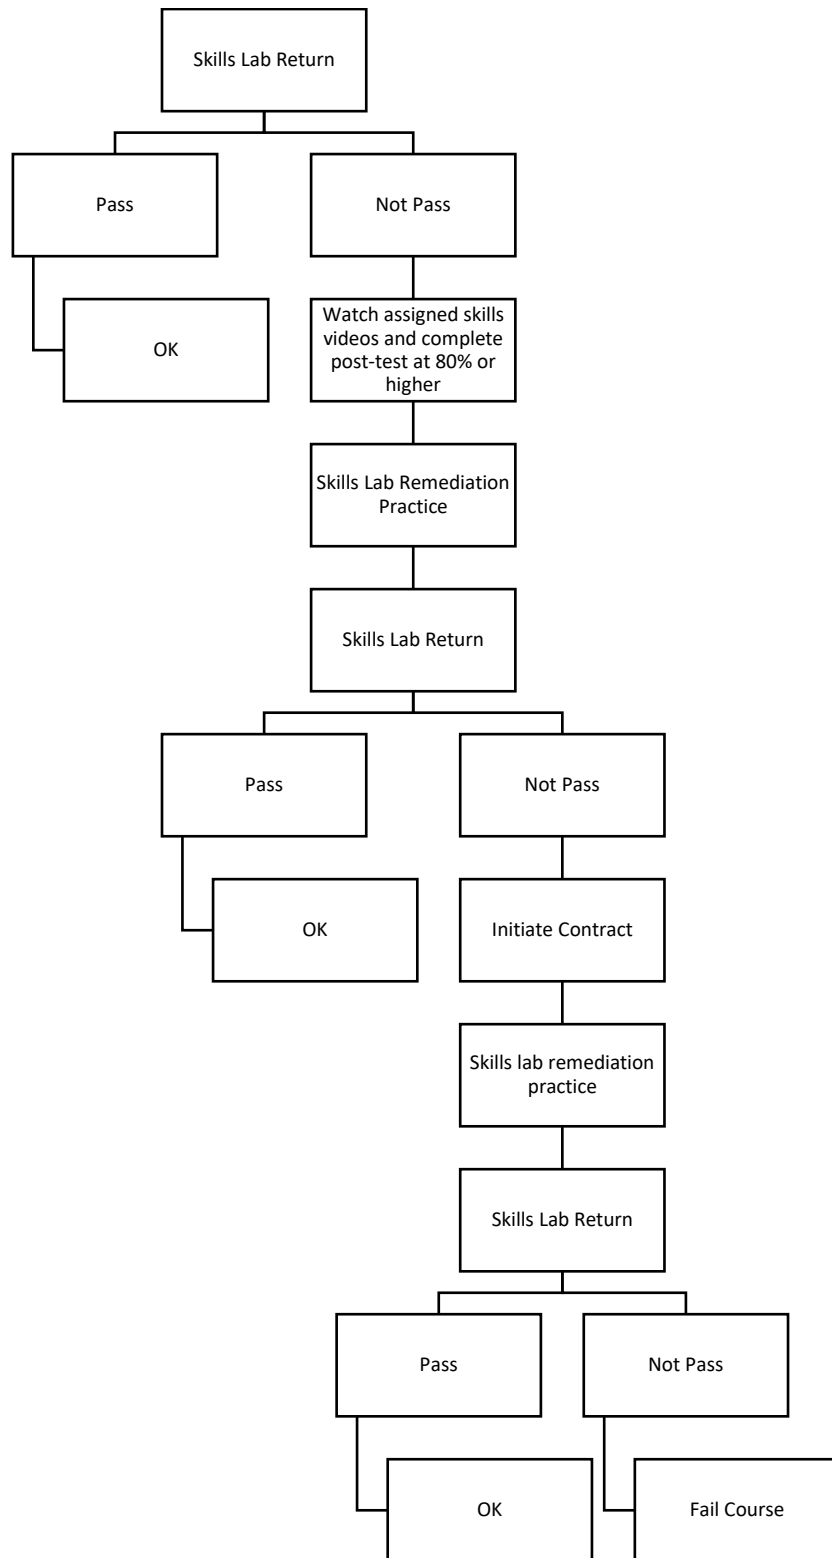 Skills Lab Return
Pass
Not Pass
OK
Watch assigned skills
videos and complete
post-test at 80% or
higher
Skills Lab Remediation
Practice
Skills Lab Return
Pass
Not Pass
OK
Initiate Contract
Skills lab remediation
practice
Skills Lab Return
Pass
Not Pass
OK
Fail Course